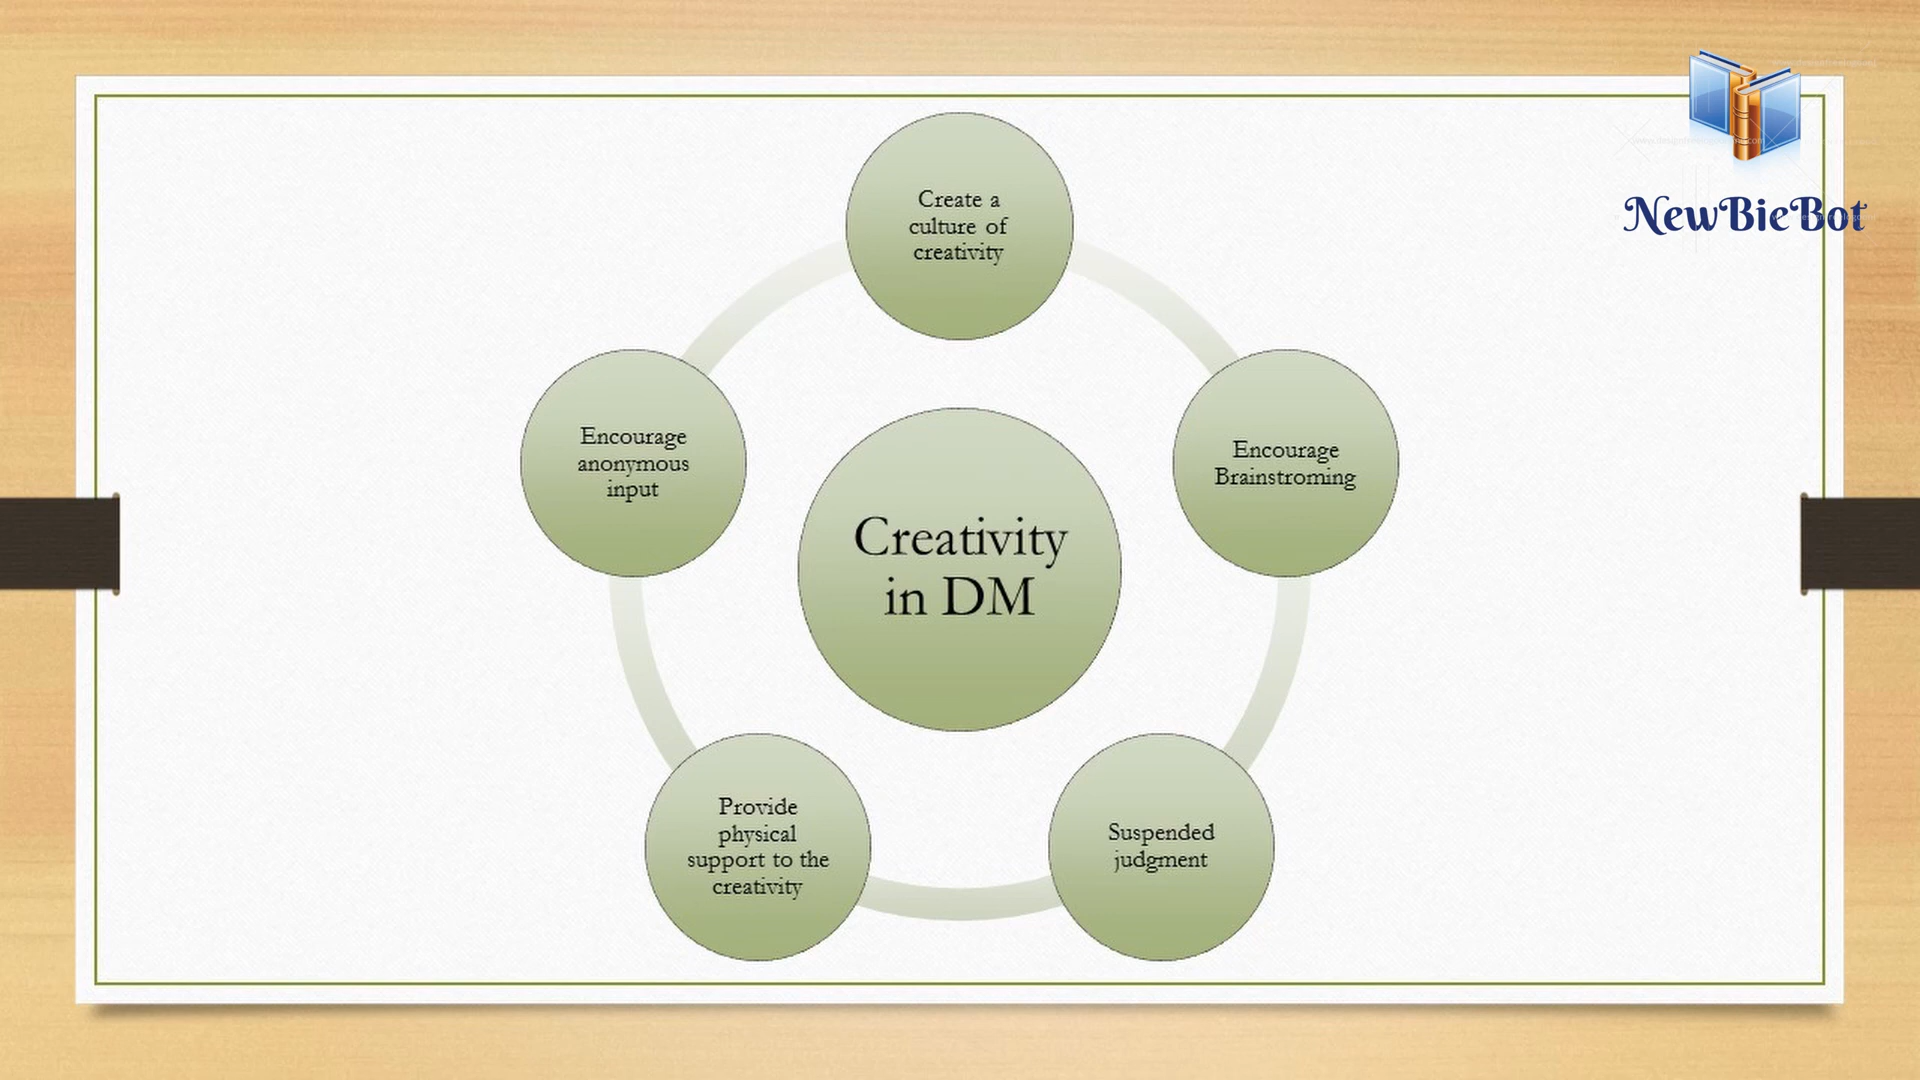 Create a
culture of
creativity
NewBieBot
Encourage
anonymous
input
Encourage
Brainstroming
Creativity
in DM
Provide
physical
support to the
creativity
Suspended
judgment